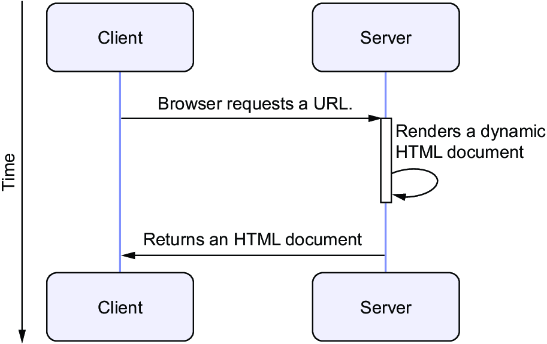 Client
Server
Browser requests a URL.
Renders a dynamic
HTML document
Time
Returns an HTML document
Client
Server